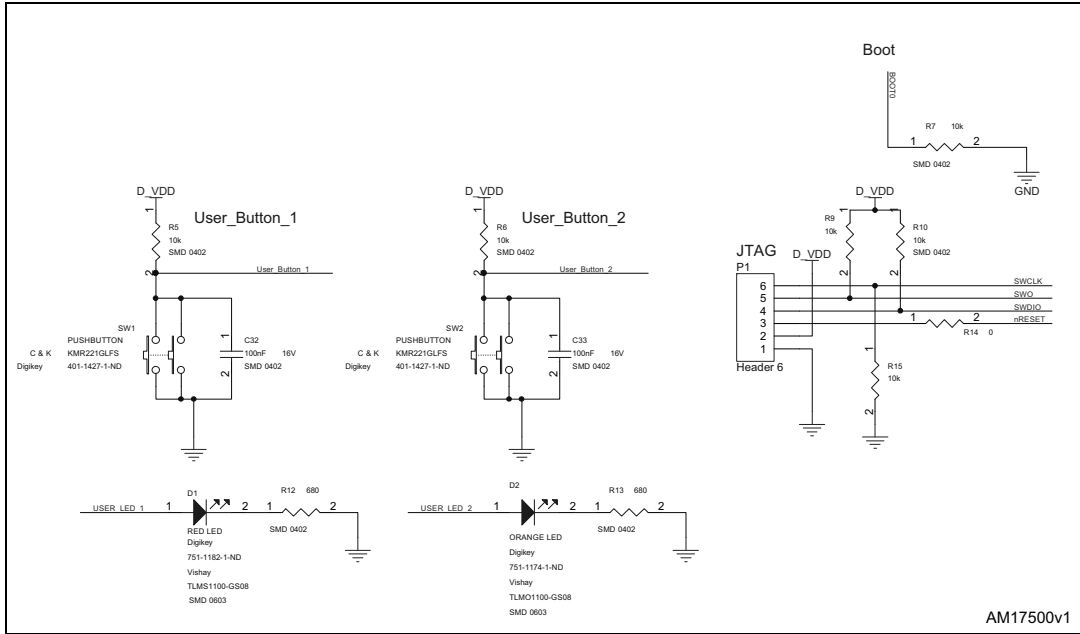 Boot
BOOT0
R7 10k
1 2
SMD 0402
GND
D_VDD
User_Button_1
1
R5
10k
SMD 0402
2
User_Button_1
SW1
PUSHBUTTON
C & K KMR221GLFS
Digikey 401-1427-1-ND
1
C32
100nF 16V
SMD 0402
2
D_VDD
User_Button_2
1
R6
10k
SMD 0402
2
User_Button_2
SW2
PUSHBUTTON
C & K KMR221GLFS
Digikey 401-1427-1-ND
1
C33
100nF 16V
SMD 0402
2
D_VDD
1 1
R9 R10
10k 10k
SMD 0402
2 2
JTAG D_VDD
P1
6 SWCLK
5 SWO
4 SWDIO
3 1 2 nRESET
R14 0
2
1
Header 6
1
R15
10k
2
D1
USER_LED_1 1 2
RED LED
Digikey
751-1182-1-ND
Vishay
TLMS1100-GS08
SMD 0603
R12 680
1 2
SMD 0402
D2
USER_LED_2 1 2
ORANGE LED
Digikey
751-1174-1-ND
Vishay
TLMO1100-GS08
SMD 0603
R13 680
1 2
SMD 0402
AM17500v1